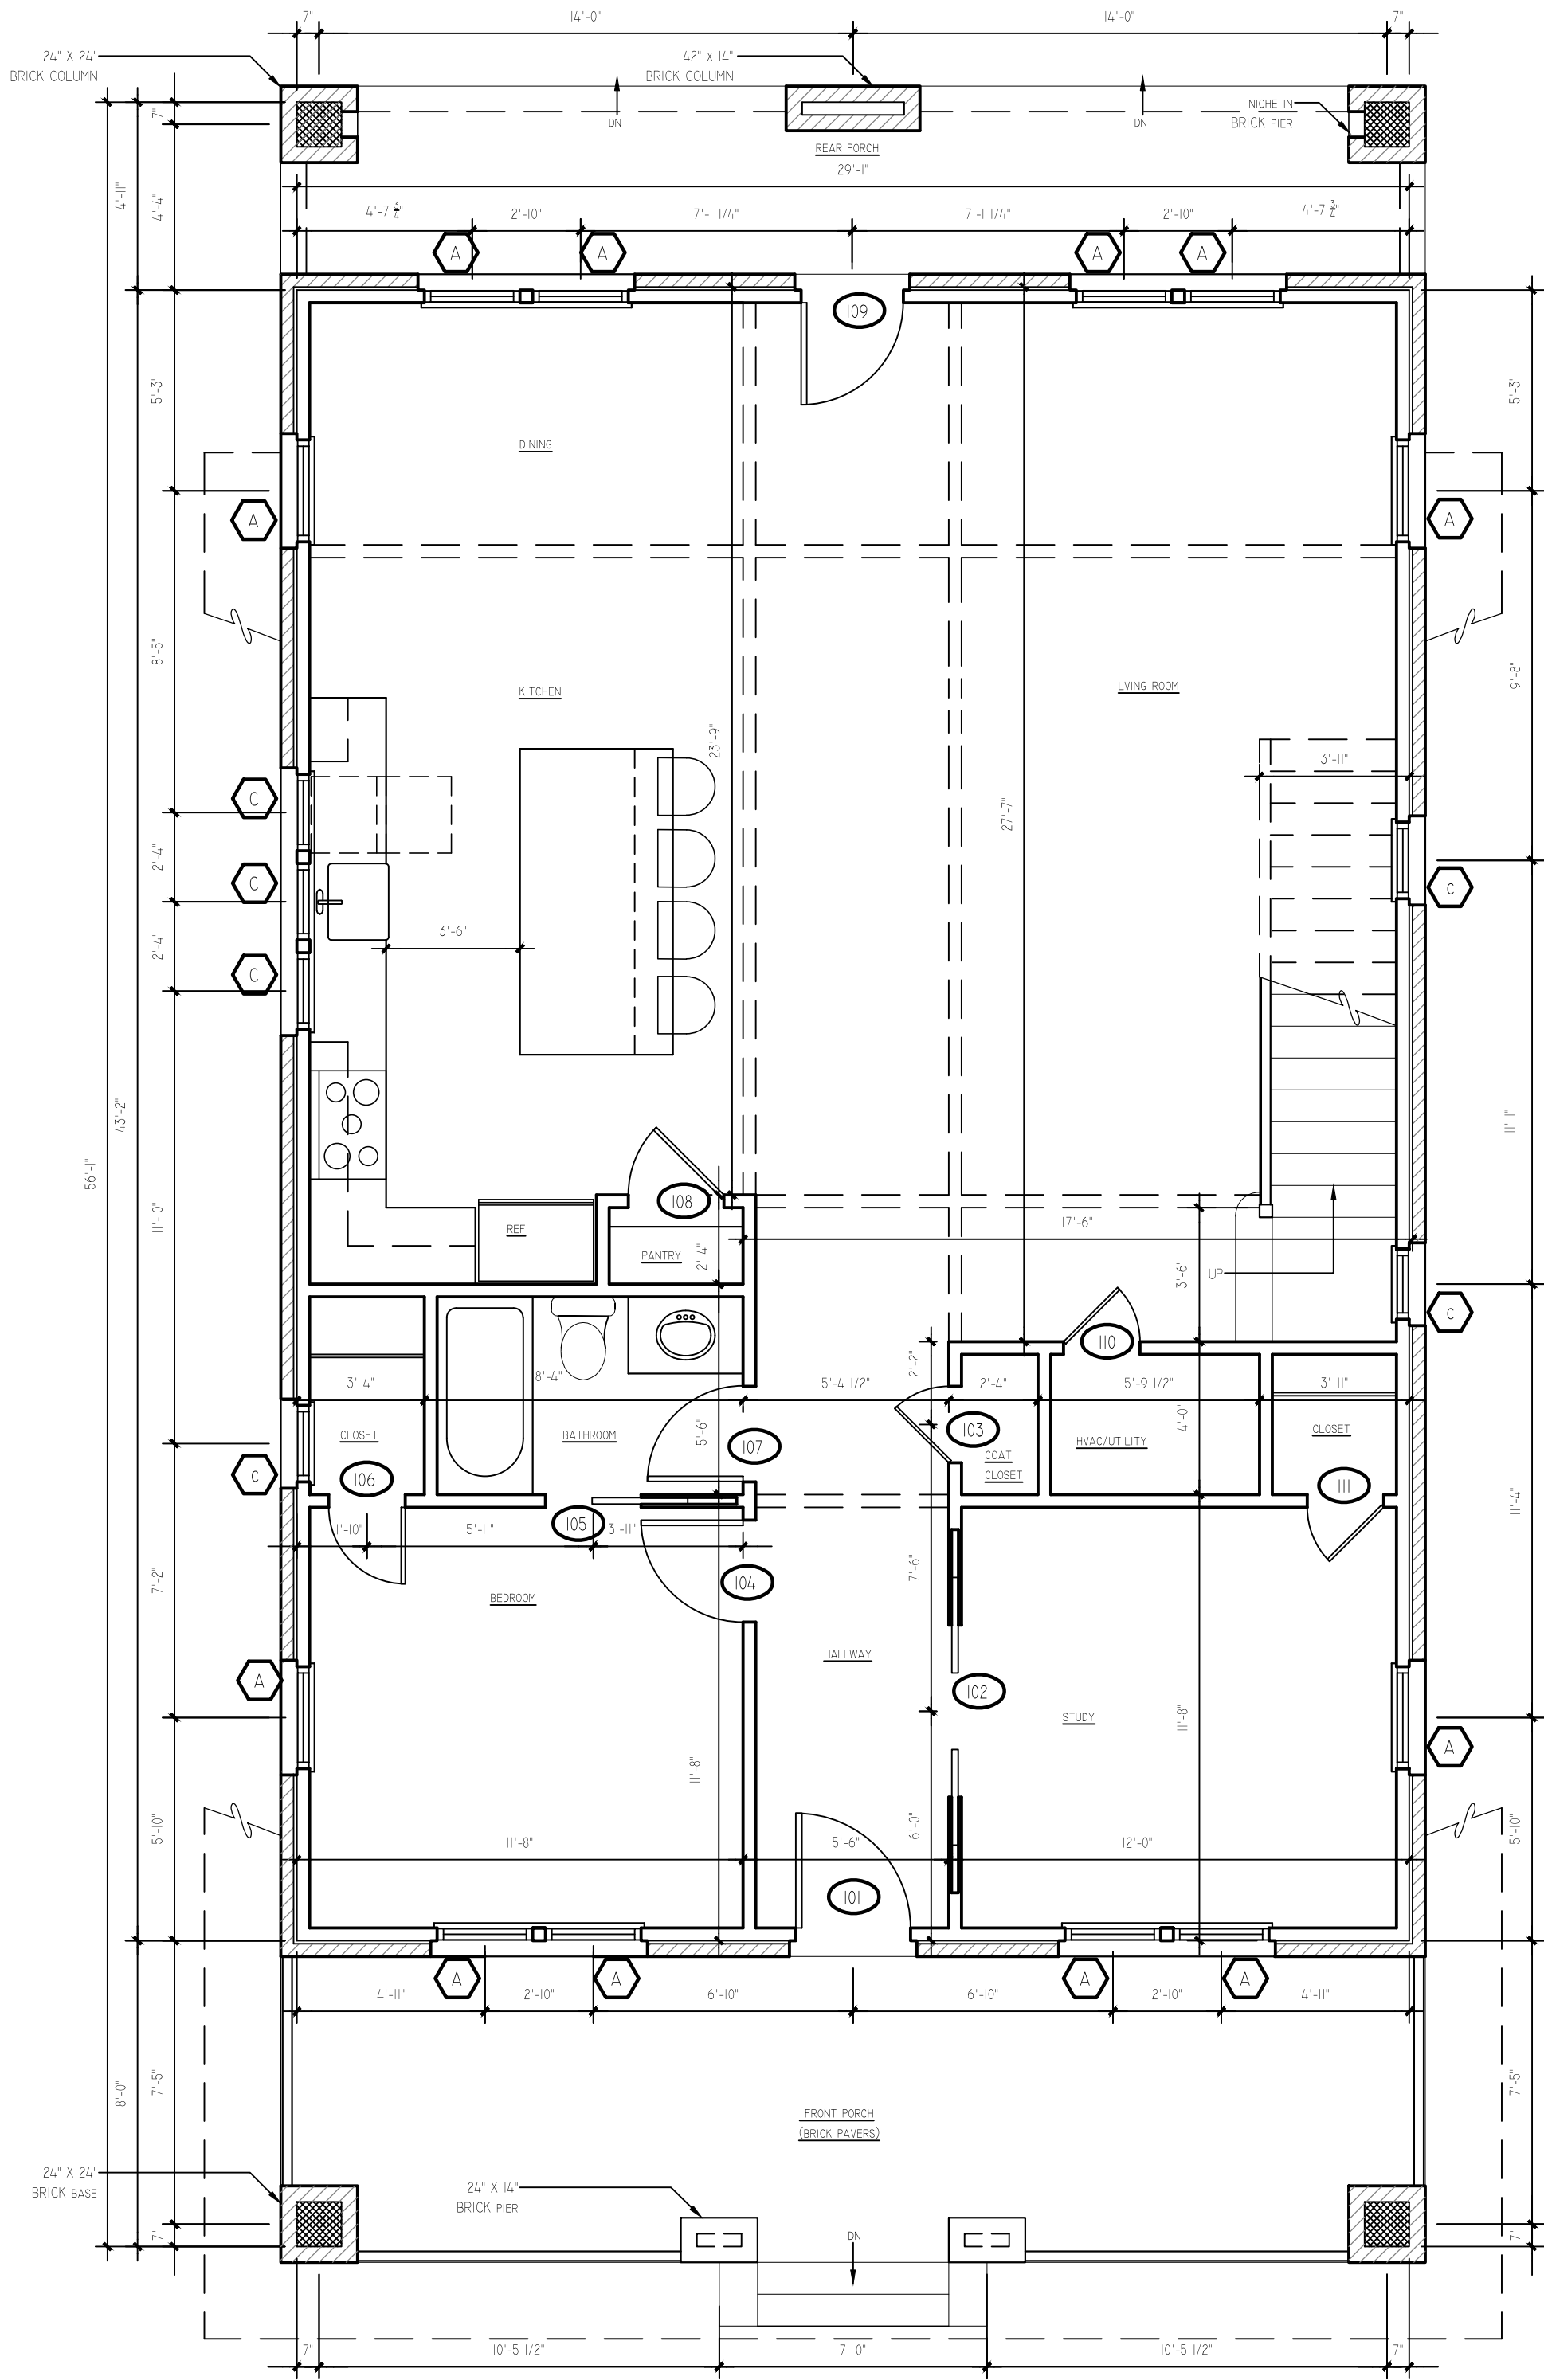 7" 14'-0" 14'-0" 7"
24" X 24"
BRICK COLUMN
42" x 14"
BRICK COLUMN
NICHE IN
BRICK PIER
DN DN
7"
REAR PORCH
29'-1"
4'-11"
4'-4"
4'-7 3/4" 2'-10" 7'-1 1/4" 7'-1 1/4" 2'-10" 4'-7 3/4"
A A A A
109
5'-3" 5'-3"
DINING
A A
8'-5"
KITCHEN
LVING ROOM
9'-8"
23'-9"
3'-11"
27'-7"
C
2'-4"
C C
3'-6"
2'-4"
C
43'-2"
11'-1"
56'-1"
108
REF
PANTRY
2'-4"
17'-6"
11'-10"
3'-6"
UP
C
110
2'-2"
3'-4" 8'-4" 5'-4 1/2" 2'-4" 5'-9 1/2" 3'-11"
5'-6"
4'-0"
CLOSET BATHROOM
107
103
COAT
CLOSET
HVAC/UTILITY
CLOSET
C
106
111
11'-4"
1'-10" 5'-11" 105 3'-11"
7'-2"
7'-6"
104
BEDROOM
HALLWAY
A
102
STUDY
11'-8"
11'-8"
A
5'-10"
6'-0"
5'-10"
11'-8" 5'-6" 12'-0"
101
A A A A
4'-11" 2'-10" 6'-10" 6'-10" 2'-10" 4'-11"
8'-0"
7'-5" 7'-5"
FRONT PORCH
(BRICK PAVERS)
24" X 24"
BRICK BASE
24" X 14"
BRICK PIER
DN
7" 7"
7" 10'-5 1/2" 7'-0" 10'-5 1/2" 7"